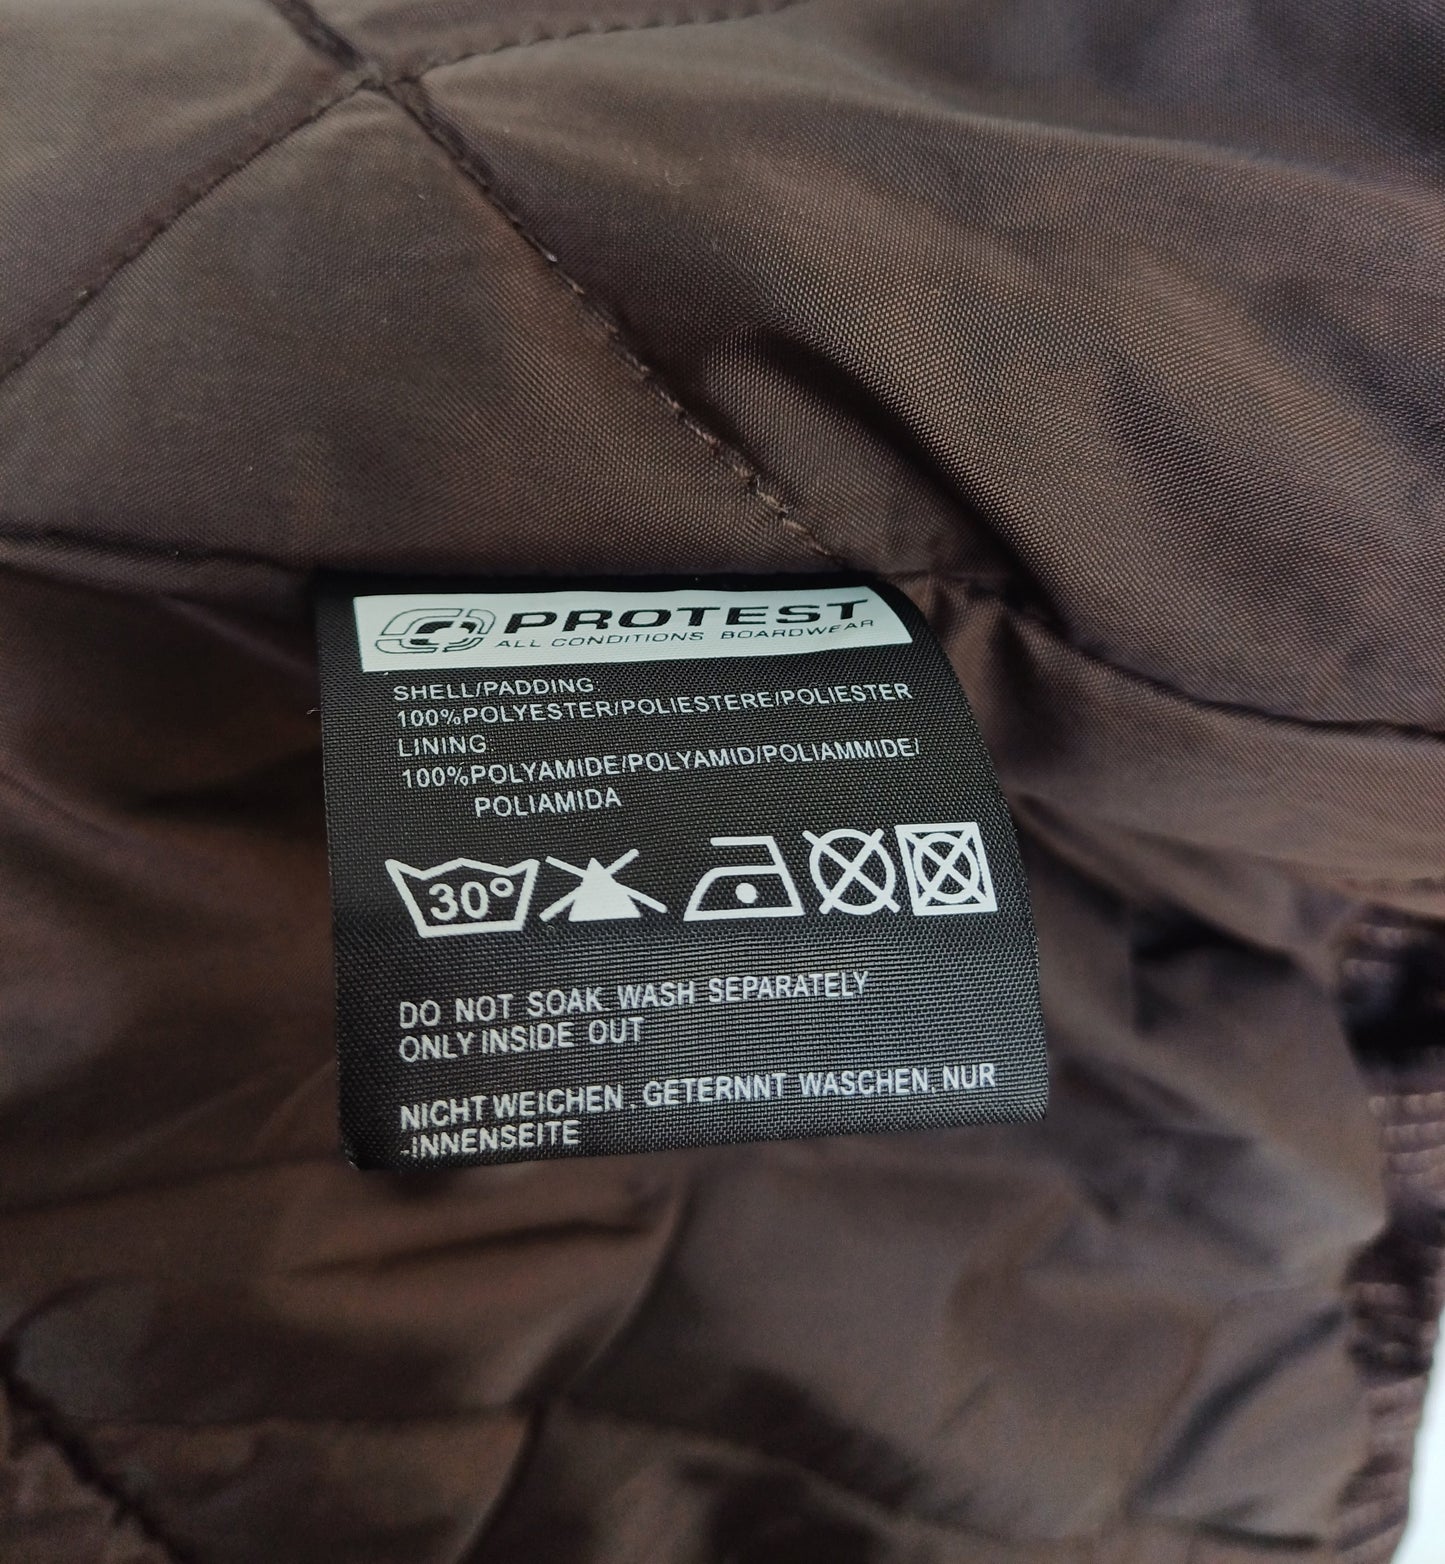 PROTEST
ALL CONDITIONS BOARDWEAR
SHELL/PADDING
100%POLYESTER/POLIESTERE/POLIESTER
LINING
100%POLYAMIDE/POLYAMID/POLIAMMIDE/
POLIAMIDA
30°
DO NOT SOAK WASH SEPARATELY
ONLY INSIDE OUT
NICHT WEICHEN. GETERNNT WASCHEN. NUR
-INNENSEITE